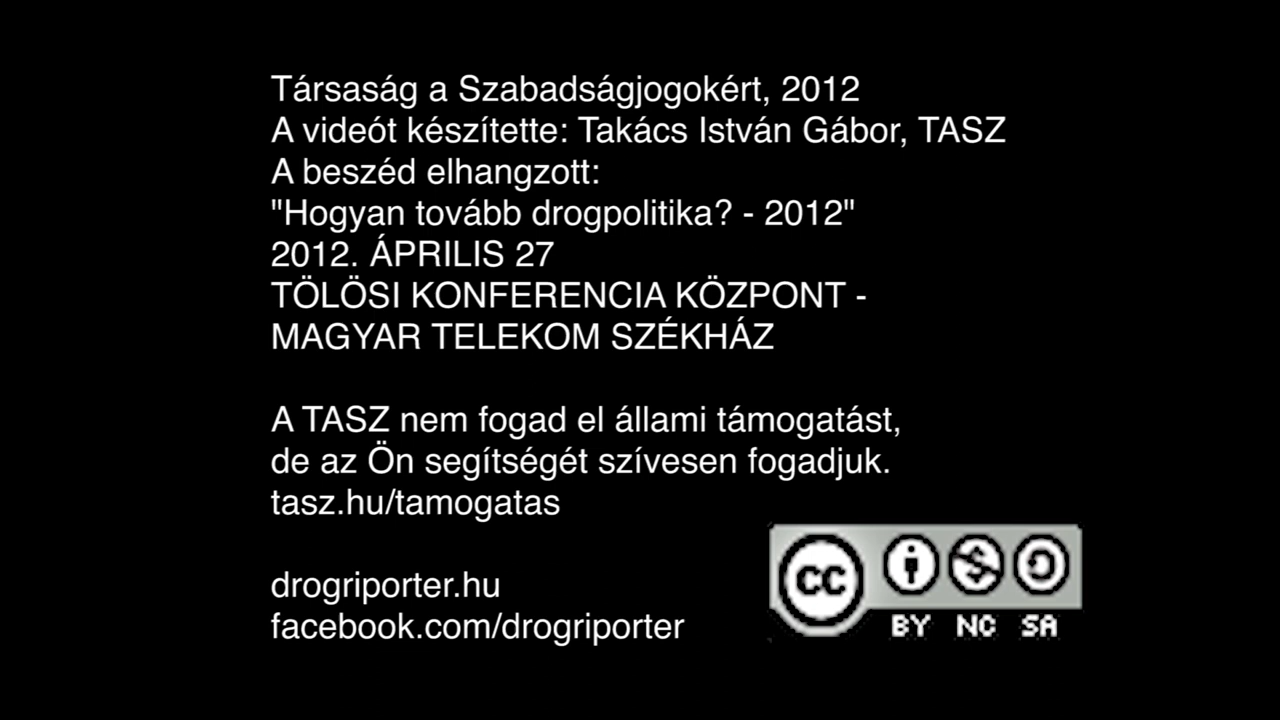 Társaság a Szabadságjogokért, 2012
A videót készítette: Takács István Gábor, TASZ
A beszéd elhangzott:
"Hogyan tovább drogpolitika? - 2012"
2012. ÁPRILIS 27
TÖLÖSI KONFERENCIA KÖZPONT -
MAGYAR TELEKOM SZÉKHÁZ
A TASZ nem fogad el állami támogatást,
de az Ön segítségét szívesen fogadjuk.
tasz.hu/tamogatas
drogriporter.hu
facebook.com/drogriporter
CC
BY NC SA